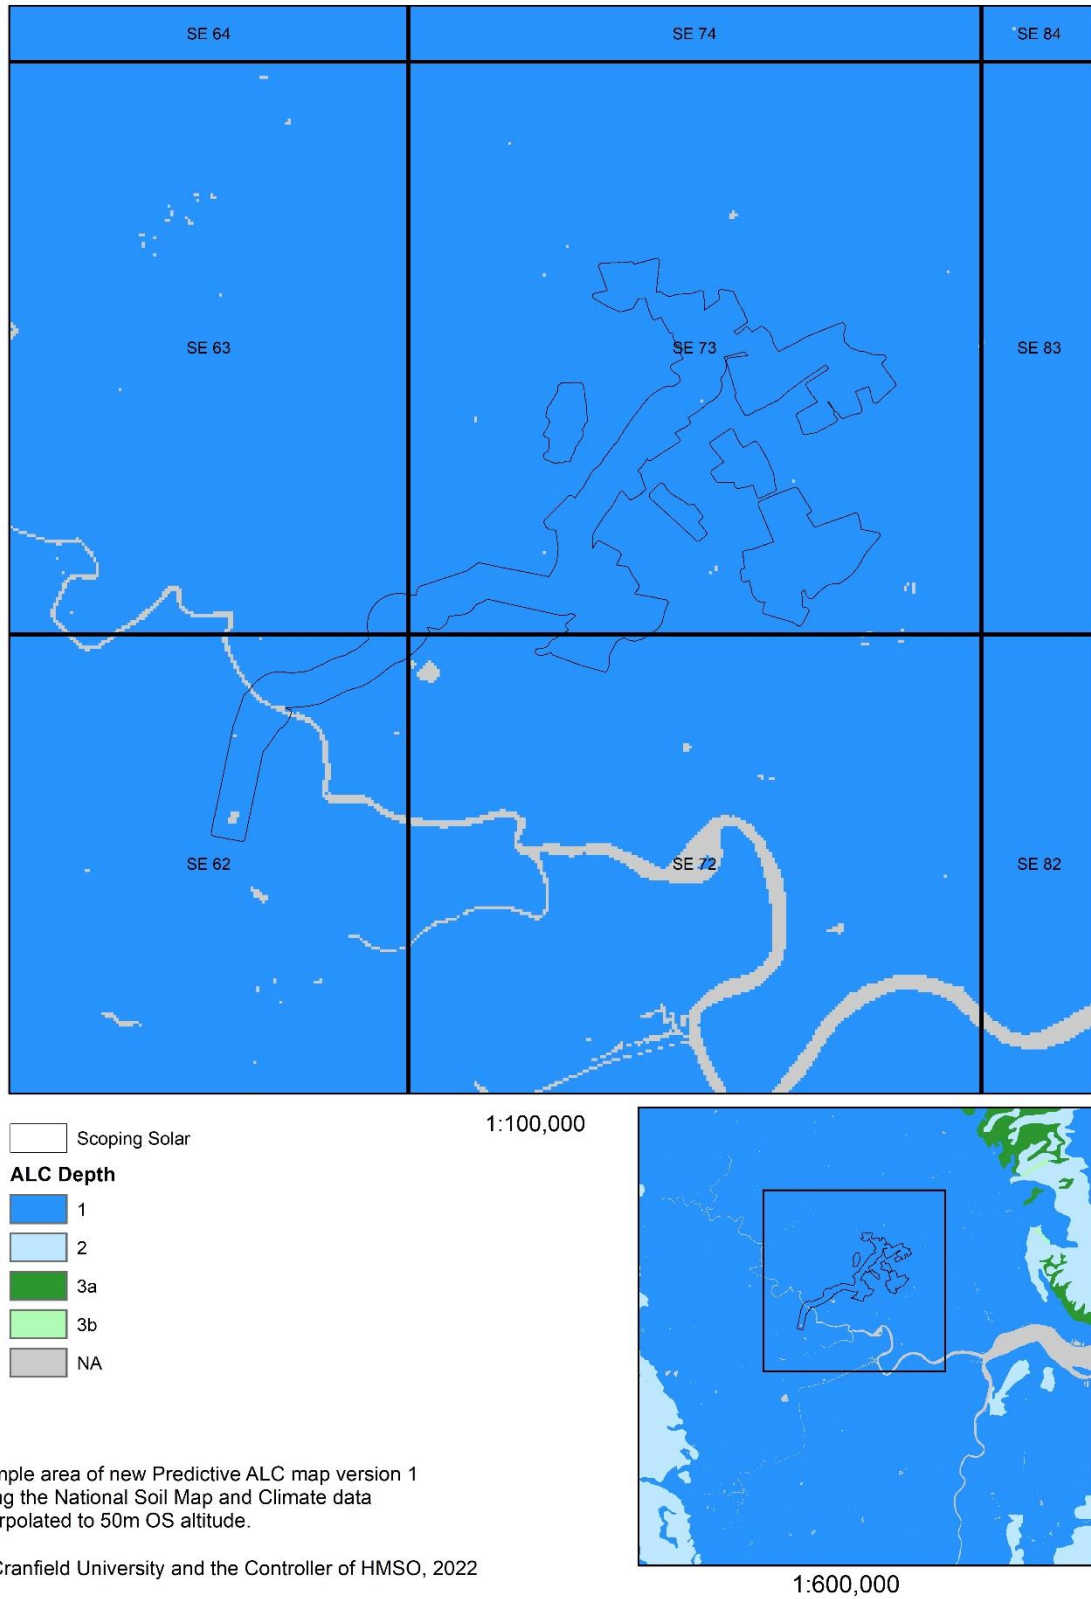 SE 64
SE 74
SE 84
SE 63
SE 73
SE 83
SE 62
SE 72
SE 82
1:100,000
Scoping Solar
ALC Depth
1
2
3a
3b
NA
area of new Predictive ALC map version 1
the National Soil Map and Climate data
to 50m OS altitude.
Cranfield University and the Controller of HMSO, 2022
1:600,000